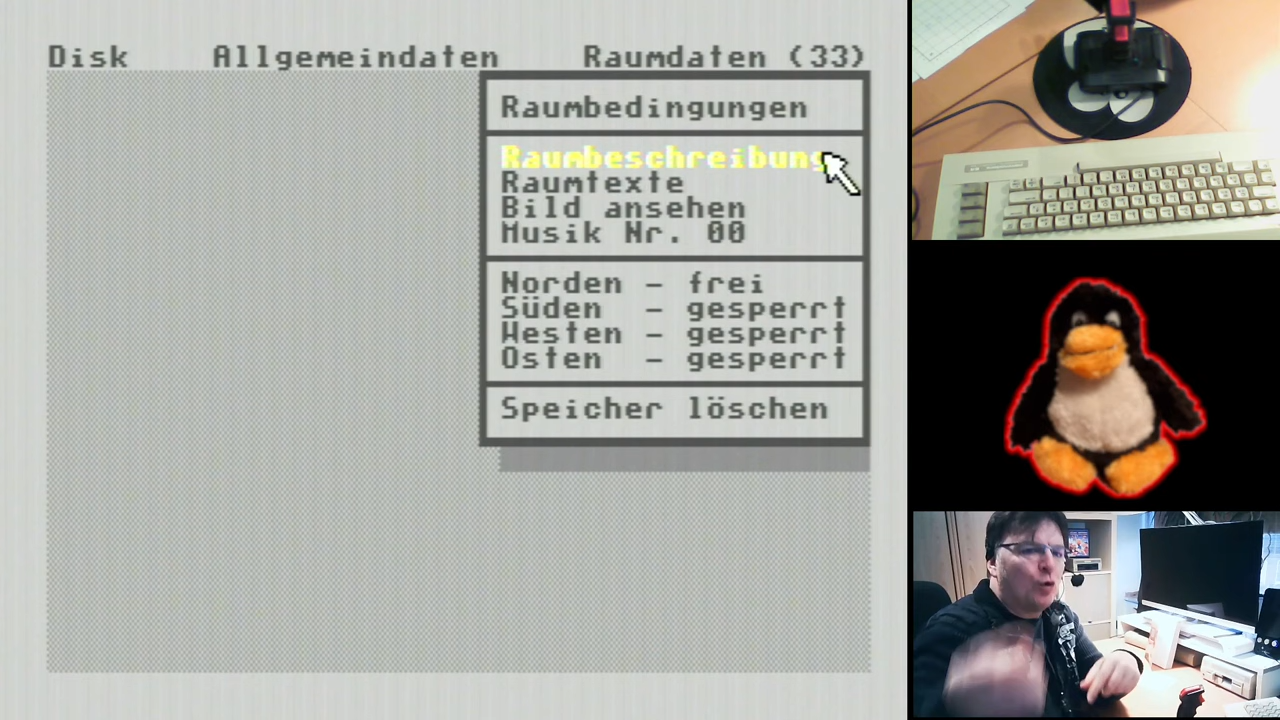 Disk Allgemeindaten Raumdaten (33)
Raumbedingungen
Raumbeschreibung
Raumtexte
Bild ansehen
Musik Nr. 00
Norden - frei
Süden - gesperrt
Westen - gesperrt
Osten - gesperrt
Speicher löschen